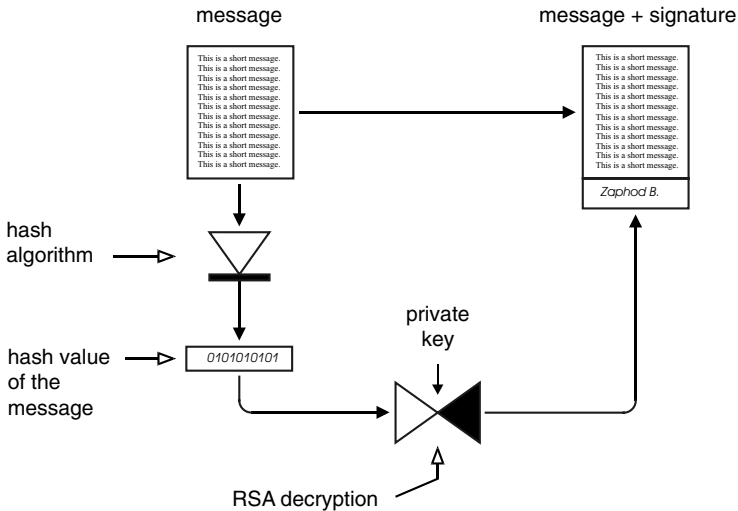 message
This is a short message.
This is a short message.
This is a short message.
This is a short message.
This is a short message.
This is a short message.
This is a short message.
This is a short message.
This is a short message.
This is a short message.
This is a short message.
This is a short message.
message + signature
This is a short message.
This is a short message.
This is a short message.
This is a short message.
This is a short message.
This is a short message.
This is a short message.
This is a short message.
This is a short message.
This is a short message.
This is a short message.
This is a short message.
Zaphod B.
hash
algorithm
hash value
of the
message
0101010101
private
key
RSA decryption